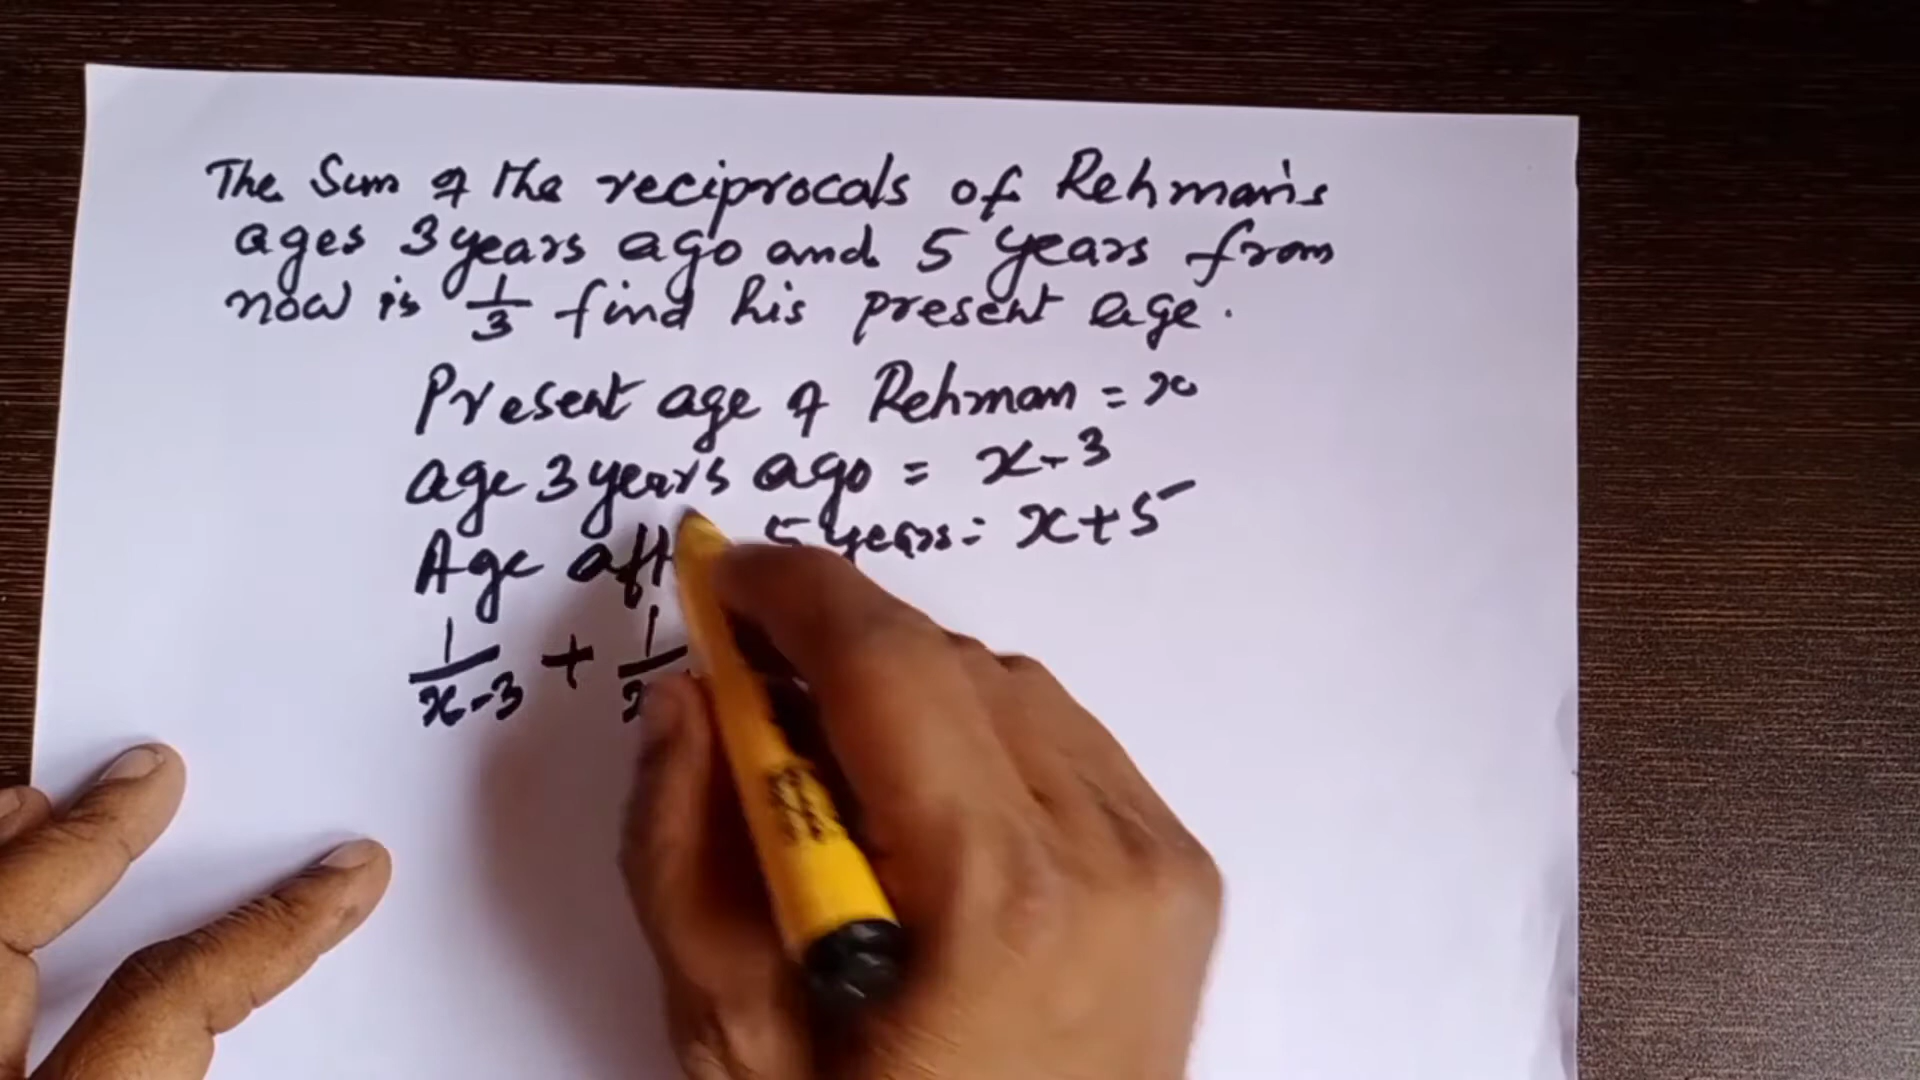 The Sum of the reciprocals of Rehman's
ages 3 years ago and 5 years from
now is 1/3 find his present age.
Present age of Rehman = x
age 3 years ago = x-3
Age 5 years = x+5
1/x-3 + 1/x